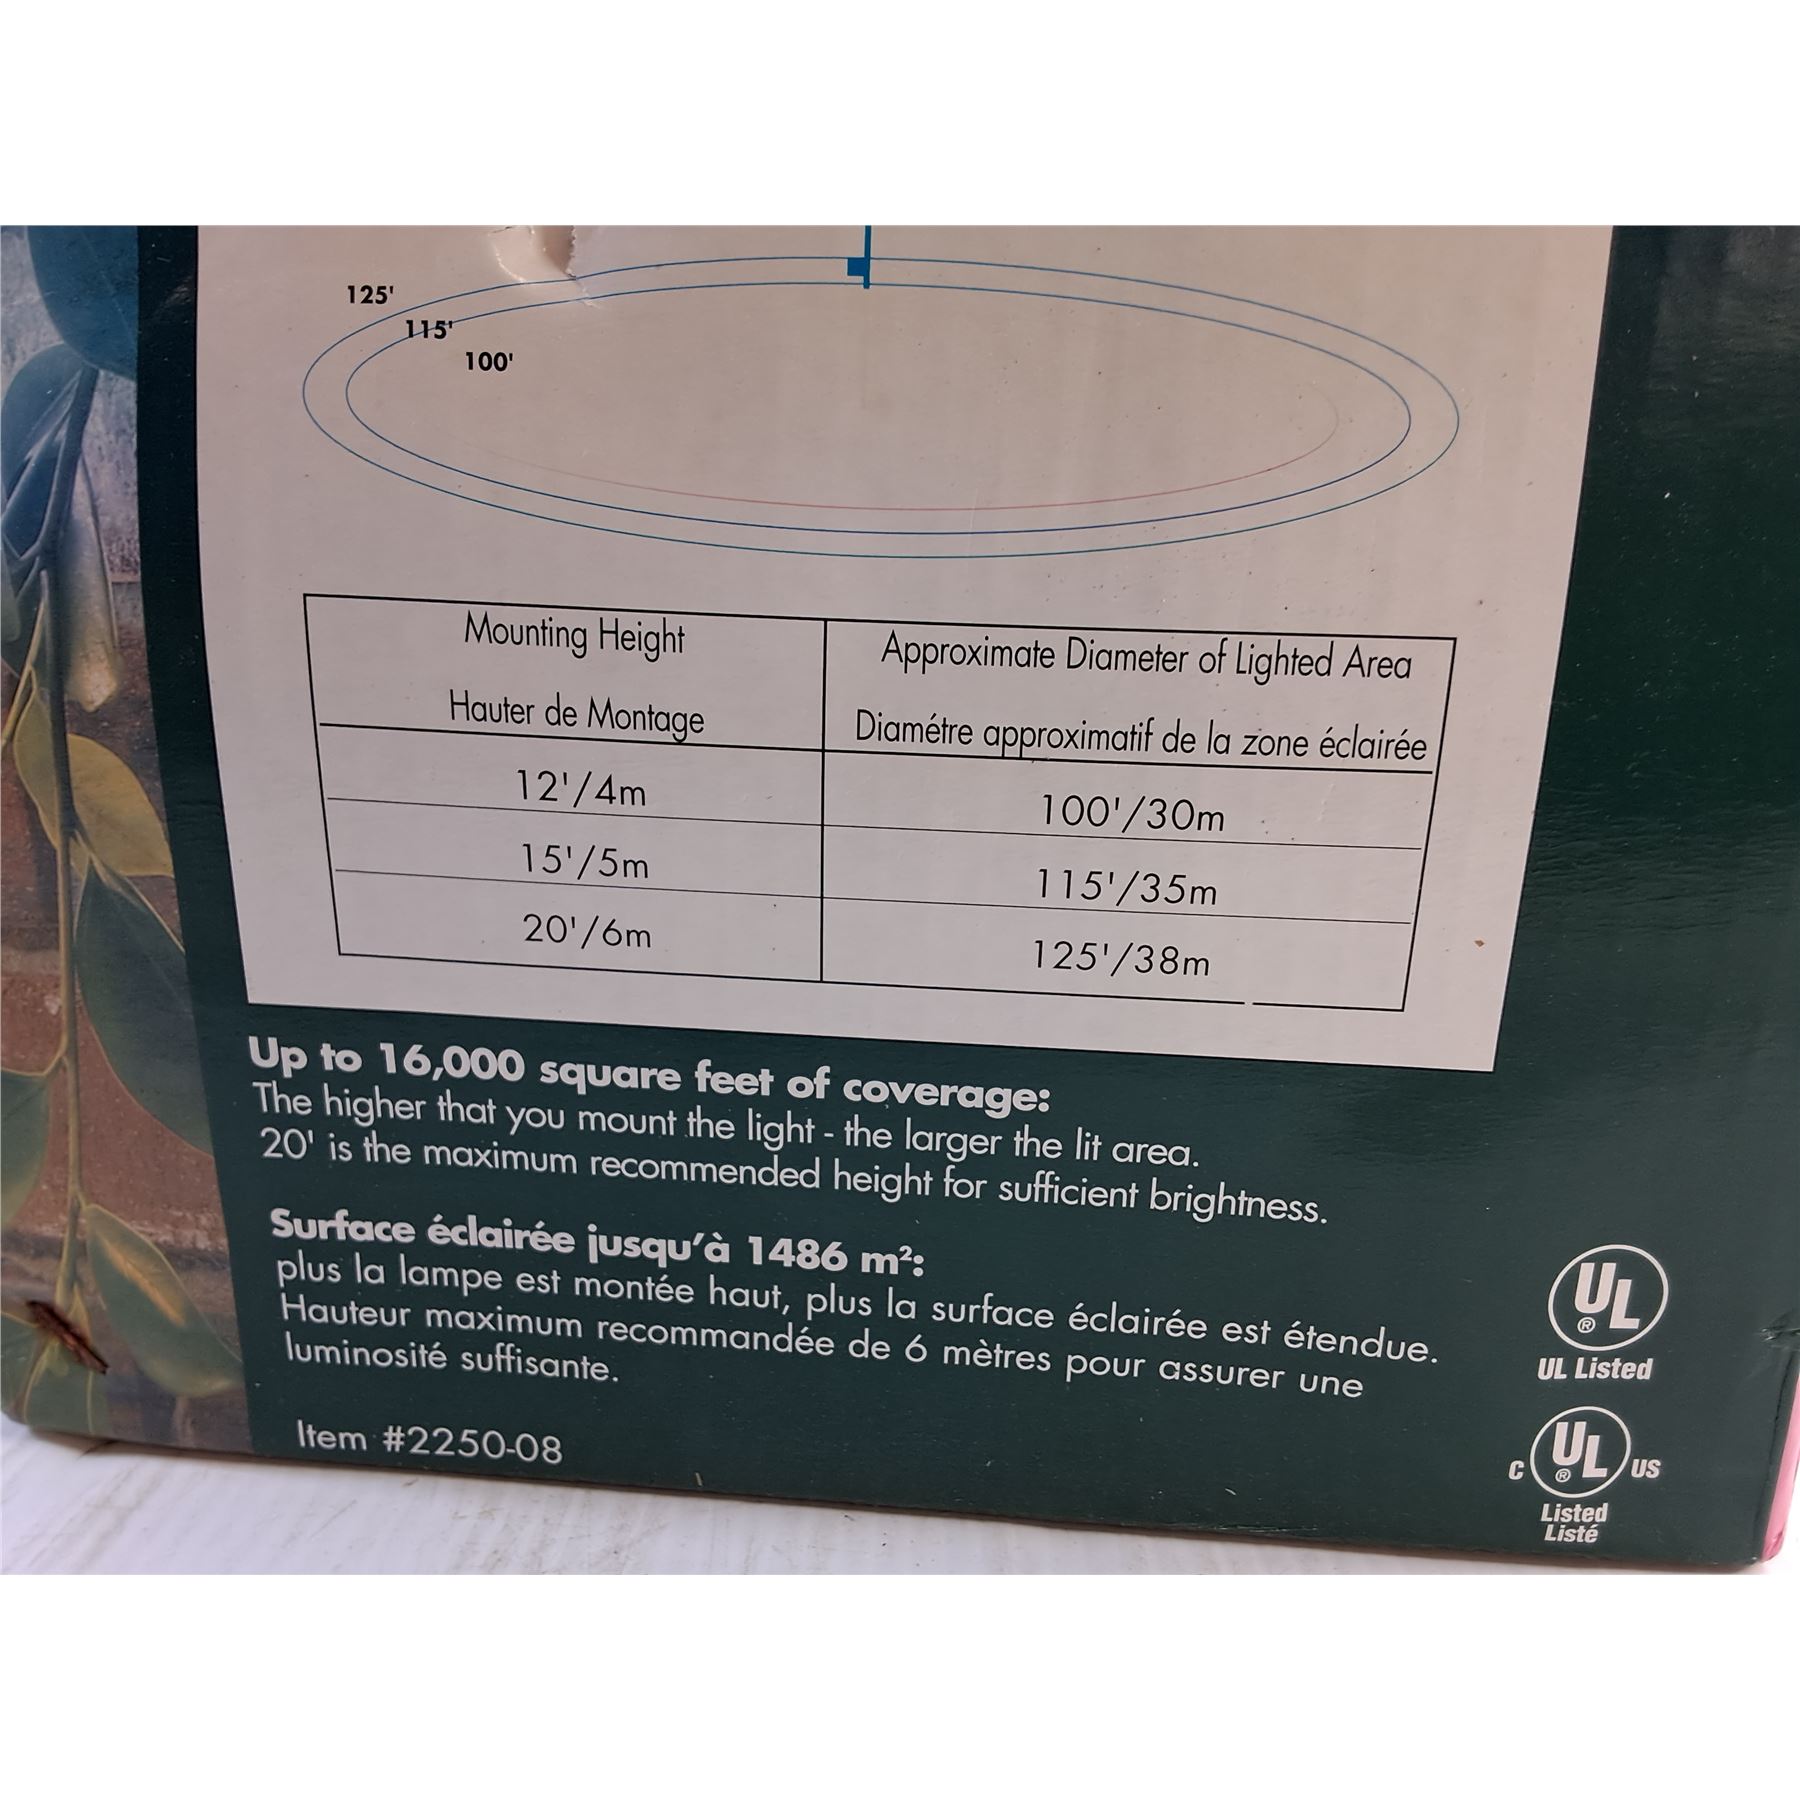 125'
115'
100'
Mounting Height
Hauter de Montage
Approximate Diameter of Lighted Area
Diamétre approximatif de la zone éclairée
12'/4m
100'/30m
15'/5m
115'/35m
20'/6m
125'/38m
Up to 16,000 square feet of coverage:
The higher that you mount the light - the larger the lit area.
20' is the maximum recommended height for sufficient brightness.
Surface éclairée jusqu'à 1486 m²:
plus la lampe est montée haut, plus la surface éclairée est étendue.
Hauteur maximum recommandée de 6 mètres pour assurer une
luminosité suffisante.
Item #2250-08
UL ®
UL Listed
C UL ® US
Listed
Listé